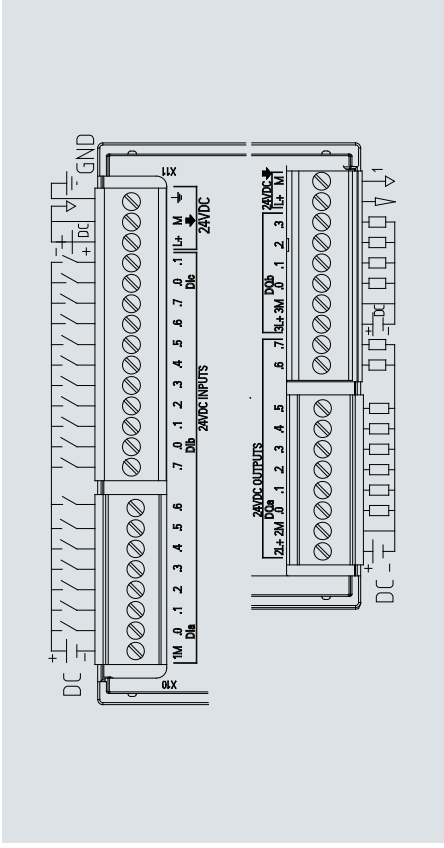 + - DC +
DC - GND
X10 X11
1M .0 .1 .2 .3 .4 .5 .6 .7 .0 .1 .2 .3 .4 .5 .6 .7 .0 .1 L+ M
DIa DIb DIc
24VDC INPUTS 24VDC
24VDC OUTPUTS
DQa DQb 24VDC
2L+ 2M .0 .1 .2 .3 .4 .5 .6 .7 3L+ 3M .0 .1 .2 .3 L+ M
+ - + DC - 1
DC